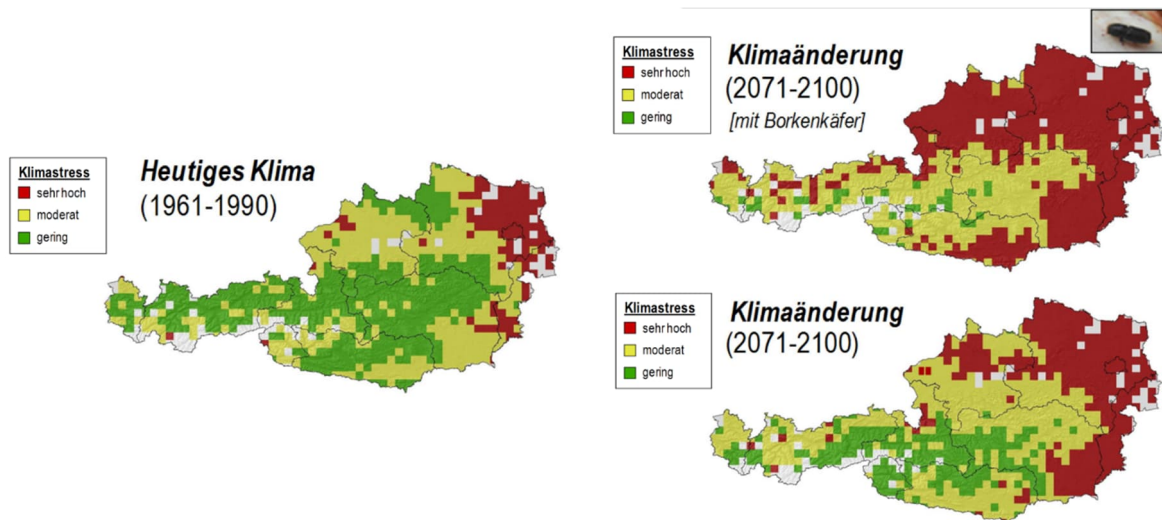 Klimastress
sehr hoch
moderat
gering
Heutiges Klima
(1961-1990)
Klimastress
sehr hoch
moderat
gering
Klimaänderung
(2071-2100)
[mit Borkenkäfer]
Klimastress
sehr hoch
moderat
gering
Klimaänderung
(2071-2100)